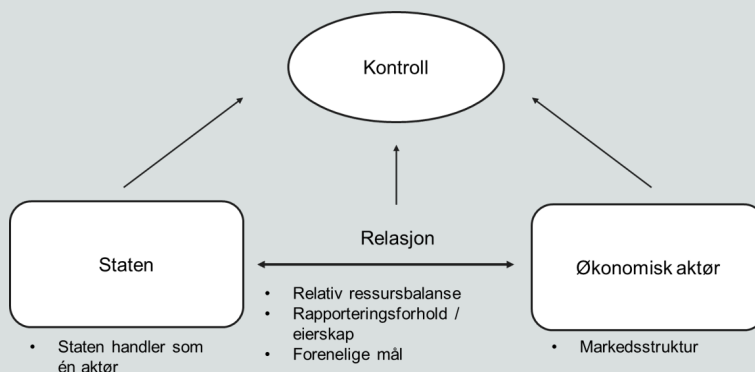 Kontroll
Relasjon
Staten
Økonomisk aktør
• Relativ ressursbalanse
• Rapporteringsforhold /
eierskap
• Forenelige mål
• Staten handler som
én aktør
• Markedsstruktur